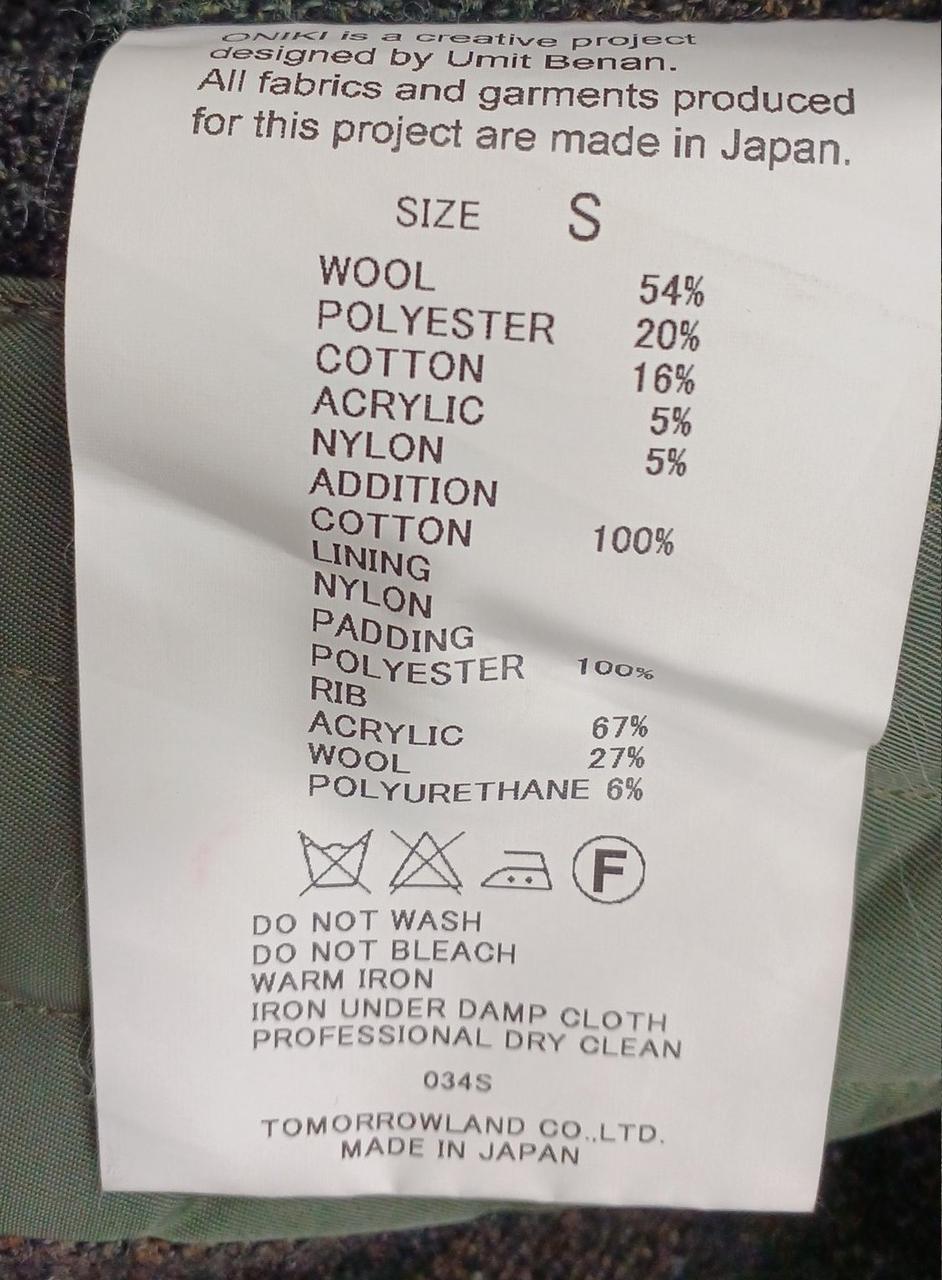 ONIKI is a creative project
designed by Umit Benan.
All fabrics and garments produced
for this project are made in Japan.
SIZE S
WOOL 54%
POLYESTER 20%
COTTON 16%
ACRYLIC 5%
NYLON 5%
ADDITION
COTTON 100%
LINING
NYLON
PADDING
POLYESTER 100%
RIB
ACRYLIC 67%
WOOL 27%
POLYURETHANE 6%
F
DO NOT WASH
DO NOT BLEACH
WARM IRON
IRON UNDER DAMP CLOTH
PROFESSIONAL DRY CLEAN
034S
TOMORROWLAND CO.,LTD.
MADE IN JAPAN